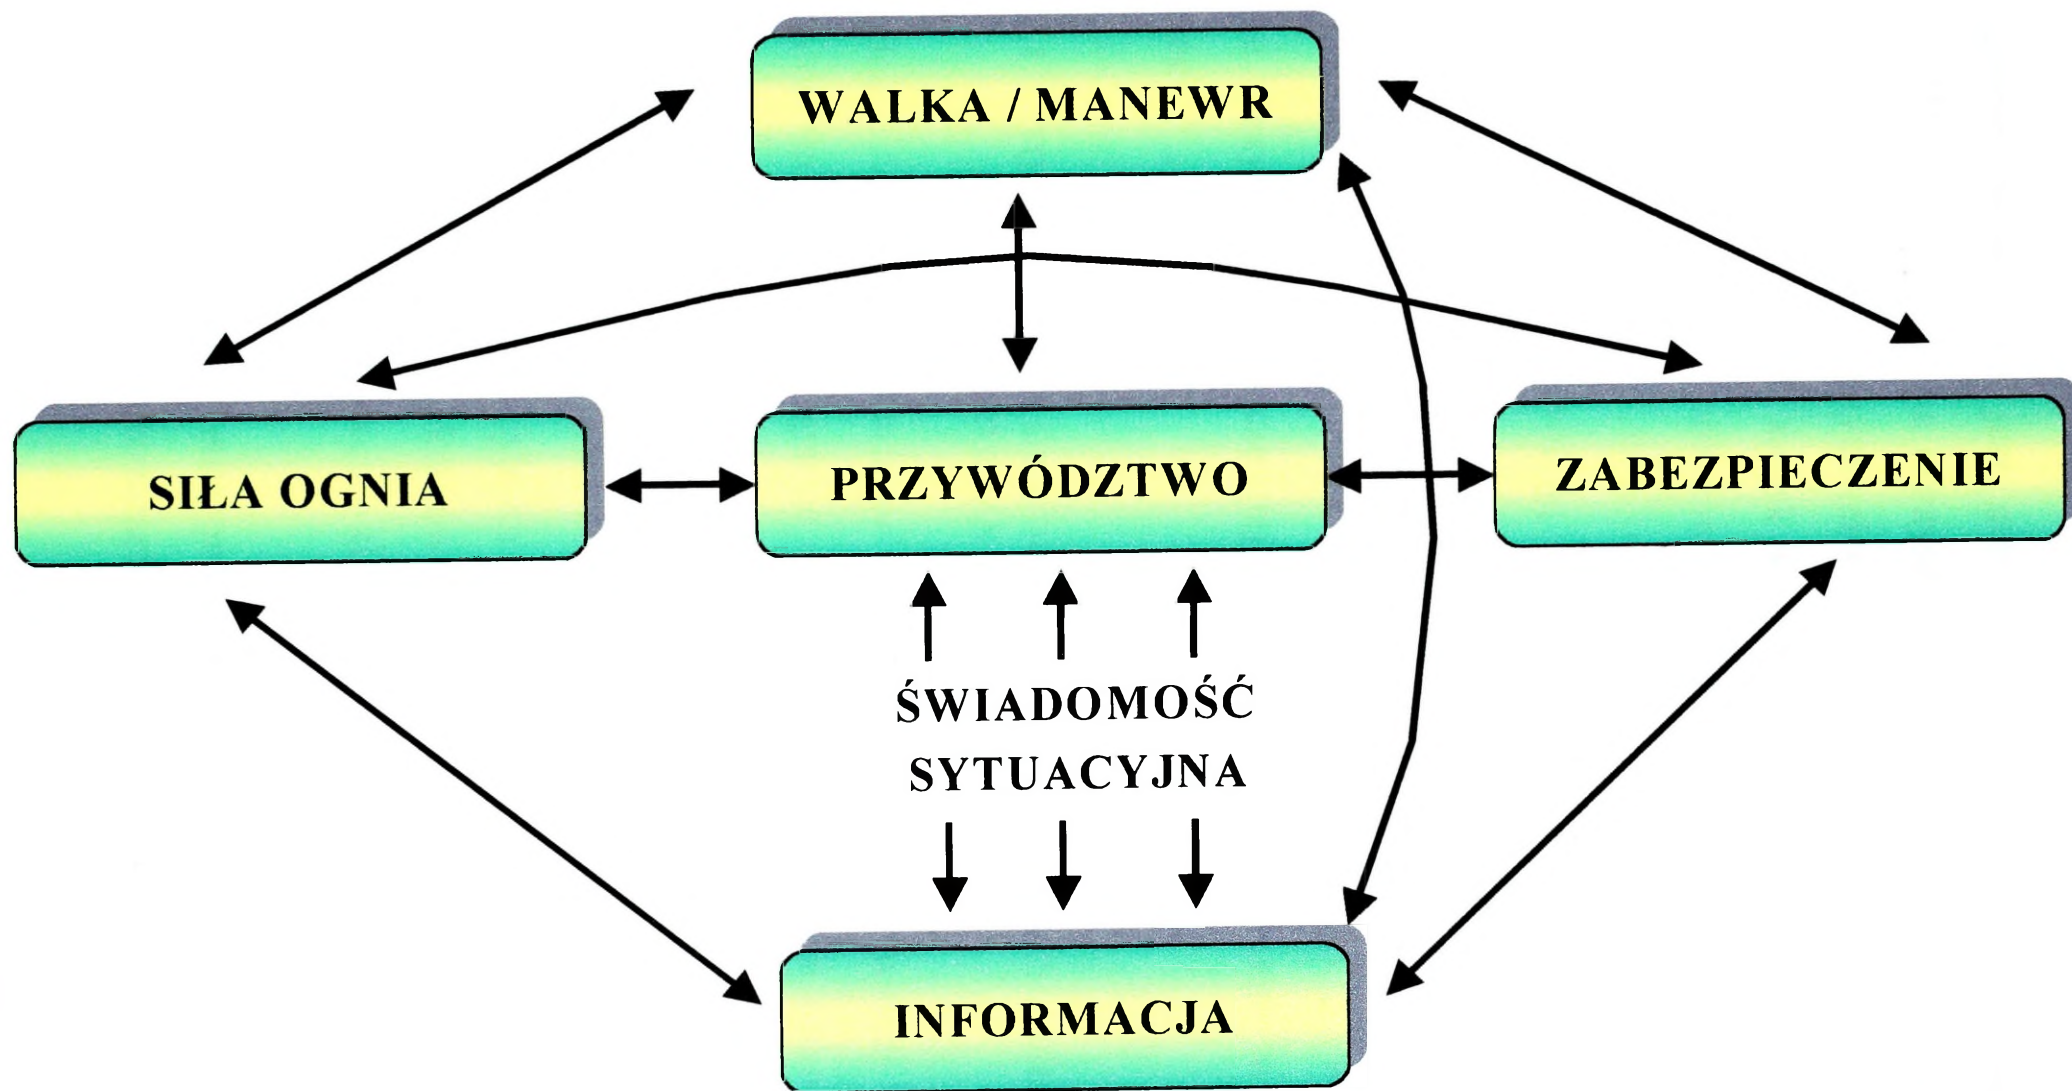 WALKA / MANEWR
SIŁA OGNIA
PRZYWÓDZTWO
ZABEZPIECZENIE
ŚWIADOMOŚĆ
SYTUACYJNA
INFORMACJA